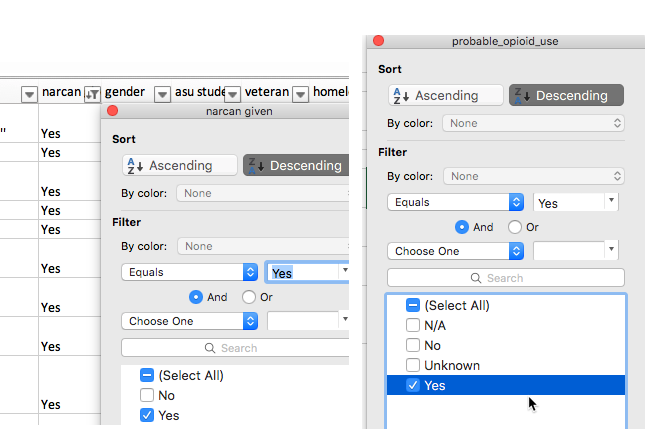 narcan gender asu stude veteran homele
"
Yes
Yes
Yes
Yes
Yes
Yes
Yes
Yes
Yes
narcan given
Sort
A Z Ascending Z A Descending
By color: None
Filter
By color: None
Equals Yes
And Or
Choose One
Search
(Select All)
No
Yes
probable_opioid_use
Sort
A Z Ascending Z A Descending
By color: None
Filter
By color: None
Equals Yes
And Or
Choose One
Search
(Select All)
N/A
No
Unknown
Yes